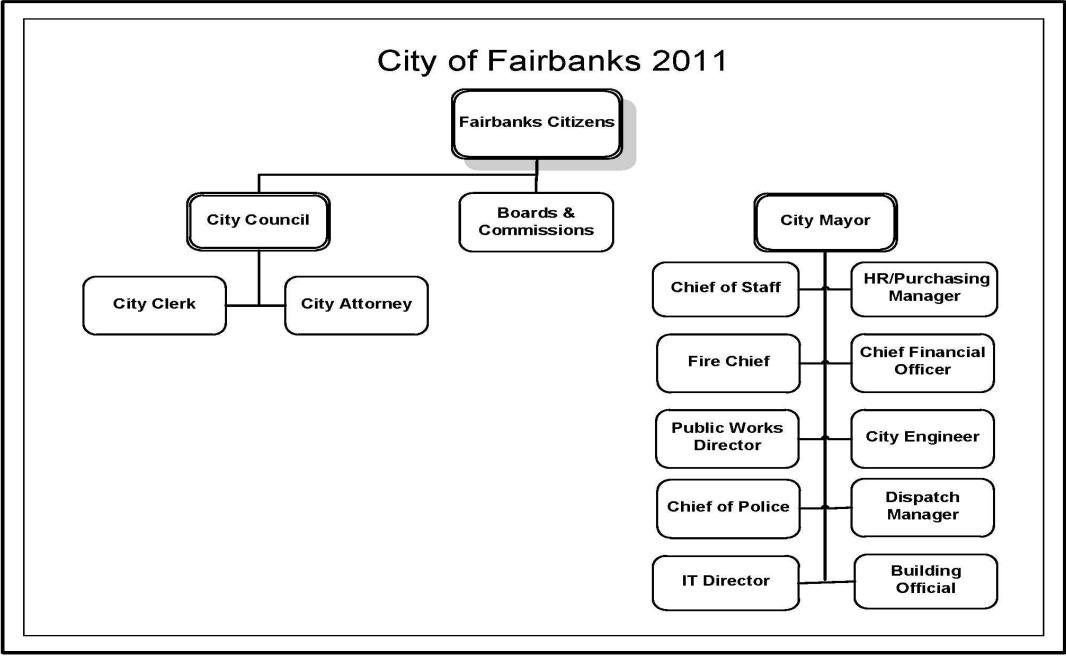 City of Fairbanks 2011
Fairbanks Citizens
City Council
Boards &
Commissions
City Mayor
City Clerk
City Attorney
Chief of Staff
HR/Purchasing
Manager
Fire Chief
Chief Financial
Officer
Public Works
Director
City Engineer
Chief of Police
Dispatch
Manager
IT Director
Building
Official